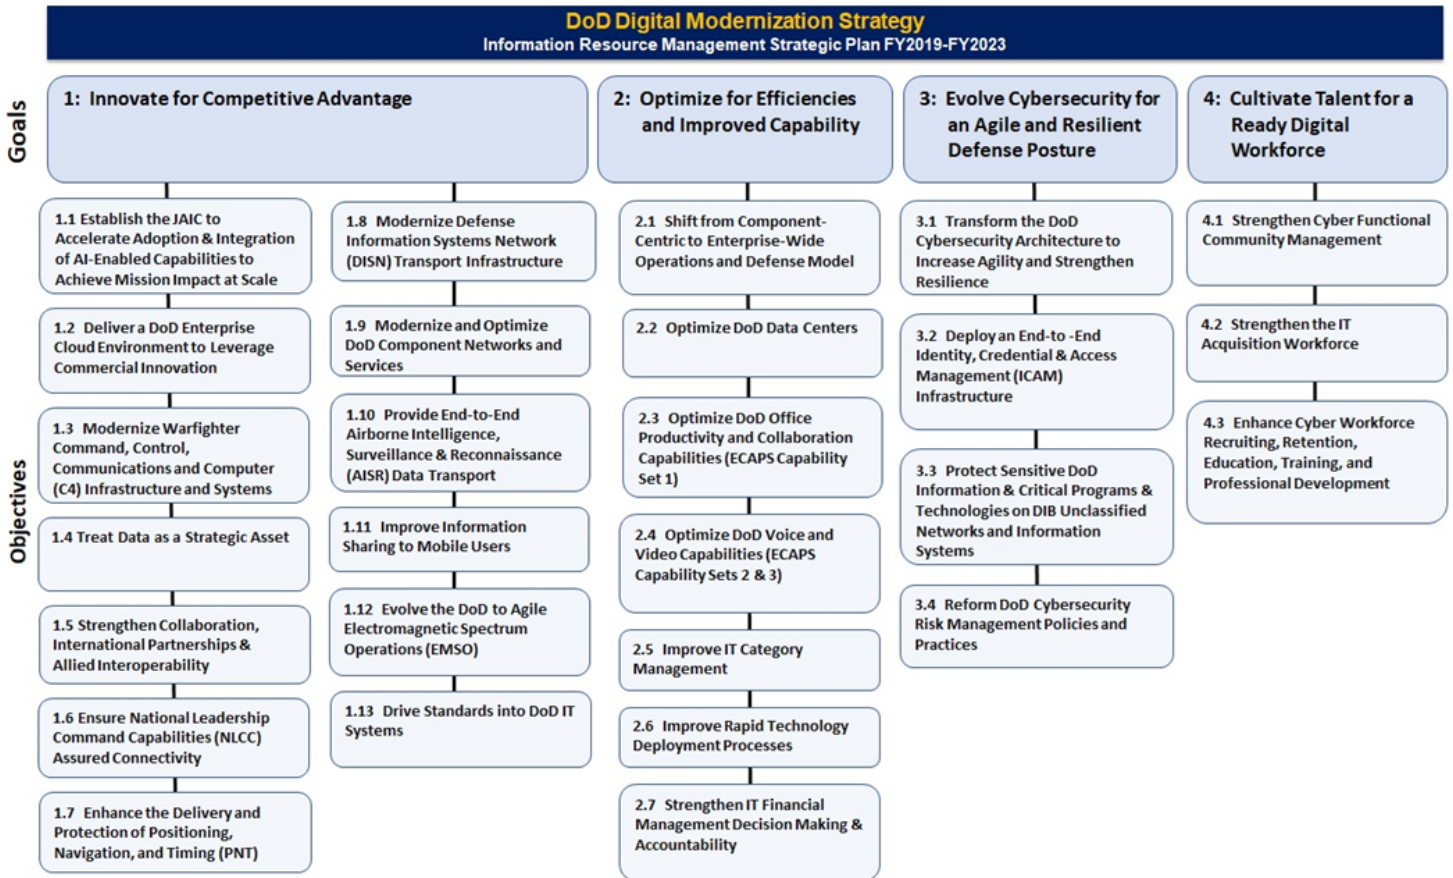 DoD Digital Modernization Strategy
Information Resource Management Strategic Plan FY2019-FY2023
Goals
1: Innovate for Competitive Advantage
2: Optimize for Efficiencies
and Improved Capability
3: Evolve Cybersecurity for
an Agile and Resilient
Defense Posture
4: Cultivate Talent for a
Ready Digital
Workforce
Objectives
1.1 Establish the JAIC to
Accelerate Adoption & Integration
of AI-Enabled Capabilities to
Achieve Mission Impact at Scale
1.2 Deliver a DoD Enterprise
Cloud Environment to Leverage
Commercial Innovation
1.3 Modernize Warfighter
Command, Control,
Communications and Computer
(C4) Infrastructure and Systems
1.4 Treat Data as a Strategic Asset
1.5 Strengthen Collaboration,
International Partnerships &
Allied Interoperability
1.6 Ensure National Leadership
Command Capabilities (NLCC)
Assured Connectivity
1.7 Enhance the Delivery and
Protection of Positioning,
Navigation, and Timing (PNT)
1.8 Modernize Defense
Information Systems Network
(DISN) Transport Infrastructure
1.9 Modernize and Optimize
DoD Component Networks and
Services
1.10 Provide End-to-End
Airborne Intelligence,
Surveillance & Reconnaissance
(AISR) Data Transport
1.11 Improve Information
Sharing to Mobile Users
1.12 Evolve the DoD to Agile
Electromagnetic Spectrum
Operations (EMSO)
1.13 Drive Standards into DoD IT
Systems
2.1 Shift from Component-
Centric to Enterprise-Wide
Operations and Defense Model
2.2 Optimize DoD Data Centers
2.3 Optimize DoD Office
Productivity and Collaboration
Capabilities (ECAPS Capability
Set 1)
2.4 Optimize DoD Voice and
Video Capabilities (ECAPS
Capability Sets 2 & 3)
2.5 Improve IT Category
Management
2.6 Improve Rapid Technology
Deployment Processes
2.7 Strengthen IT Financial
Management Decision Making &
Accountability
3.1 Transform the DoD
Cybersecurity Architecture to
Increase Agility and Strengthen
Resilience
3.2 Deploy an End-to -End
Identity, Credential & Access
Management (ICAM)
Infrastructure
3.3 Protect Sensitive DoD
Information & Critical Programs &
Technologies on DIB Unclassified
Networks and Information
Systems
3.4 Reform DoD Cybersecurity
Risk Management Policies and
Practices
4.1 Strengthen Cyber Functional
Community Management
4.2 Strengthen the IT
Acquisition Workforce
4.3 Enhance Cyber Workforce
Recruiting, Retention,
Education, Training, and
Professional Development